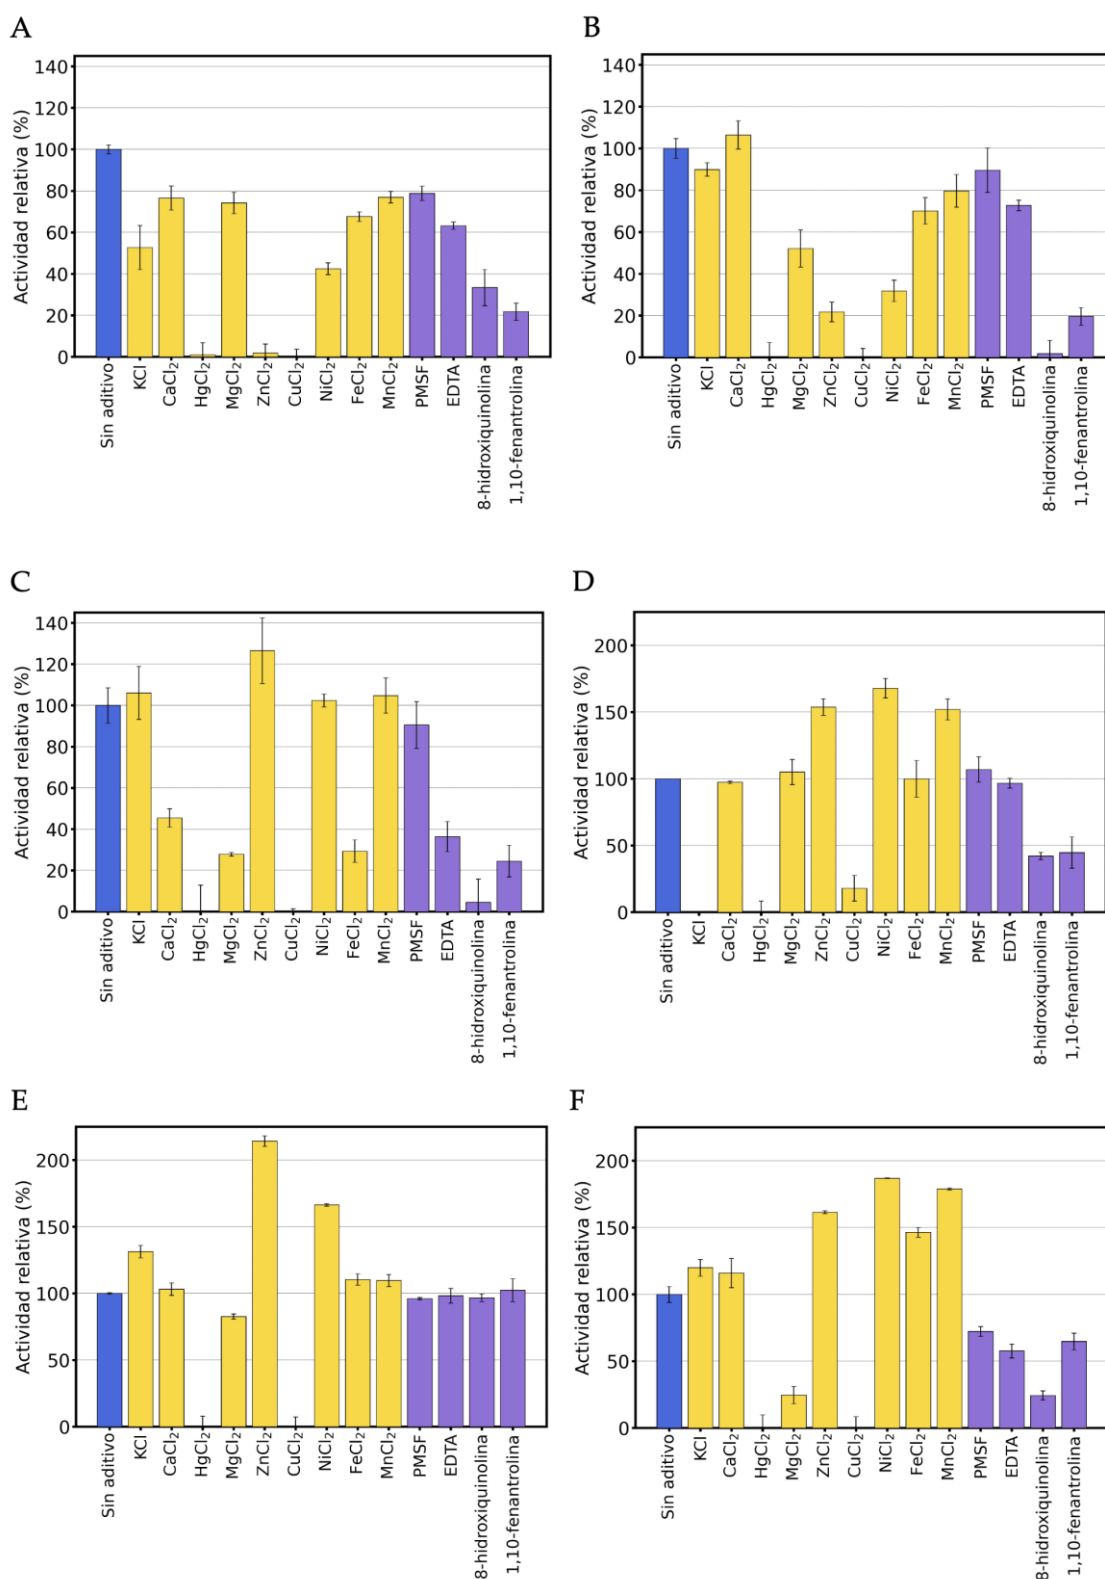 A
Actividad relativa (%)
140
120
100
80
60
40
20
0
Sin aditivo
KCl
CaCl₂
HgCl₂
MgCl₂
ZnCl₂
CuCl₂
NiCl₂
FeCl₂
MnCl₂
PMSF
EDTA
8-hidroxiquinolina
1,10-fenantrolina
B
Actividad relativa (%)
140
120
100
80
60
40
20
0
Sin aditivo
KCl
CaCl₂
HgCl₂
MgCl₂
ZnCl₂
CuCl₂
NiCl₂
FeCl₂
MnCl₂
PMSF
EDTA
8-hidroxiquinolina
1,10-fenantrolina
C
Actividad relativa (%)
140
120
100
80
60
40
20
0
Sin aditivo
KCl
CaCl₂
HgCl₂
MgCl₂
ZnCl₂
CuCl₂
NiCl₂
FeCl₂
MnCl₂
PMSF
EDTA
8-hidroxiquinolina
1,10-fenantrolina
D
Actividad relativa (%)
200
150
100
50
0
Sin aditivo
KCl
CaCl₂
HgCl₂
MgCl₂
ZnCl₂
CuCl₂
NiCl₂
FeCl₂
MnCl₂
PMSF
EDTA
8-hidroxiquinolina
1,10-fenantrolina
E
Actividad relativa (%)
200
150
100
50
0
Sin aditivo
KCl
CaCl₂
HgCl₂
MgCl₂
ZnCl₂
CuCl₂
NiCl₂
FeCl₂
MnCl₂
PMSF
EDTA
8-hidroxiquinolina
1,10-fenantrolina
F
Actividad relativa (%)
200
150
100
50
0
Sin aditivo
KCl
CaCl₂
HgCl₂
MgCl₂
ZnCl₂
CuCl₂
NiCl₂
FeCl₂
MnCl₂
PMSF
EDTA
8-hidroxiquinolina
1,10-fenantrolina